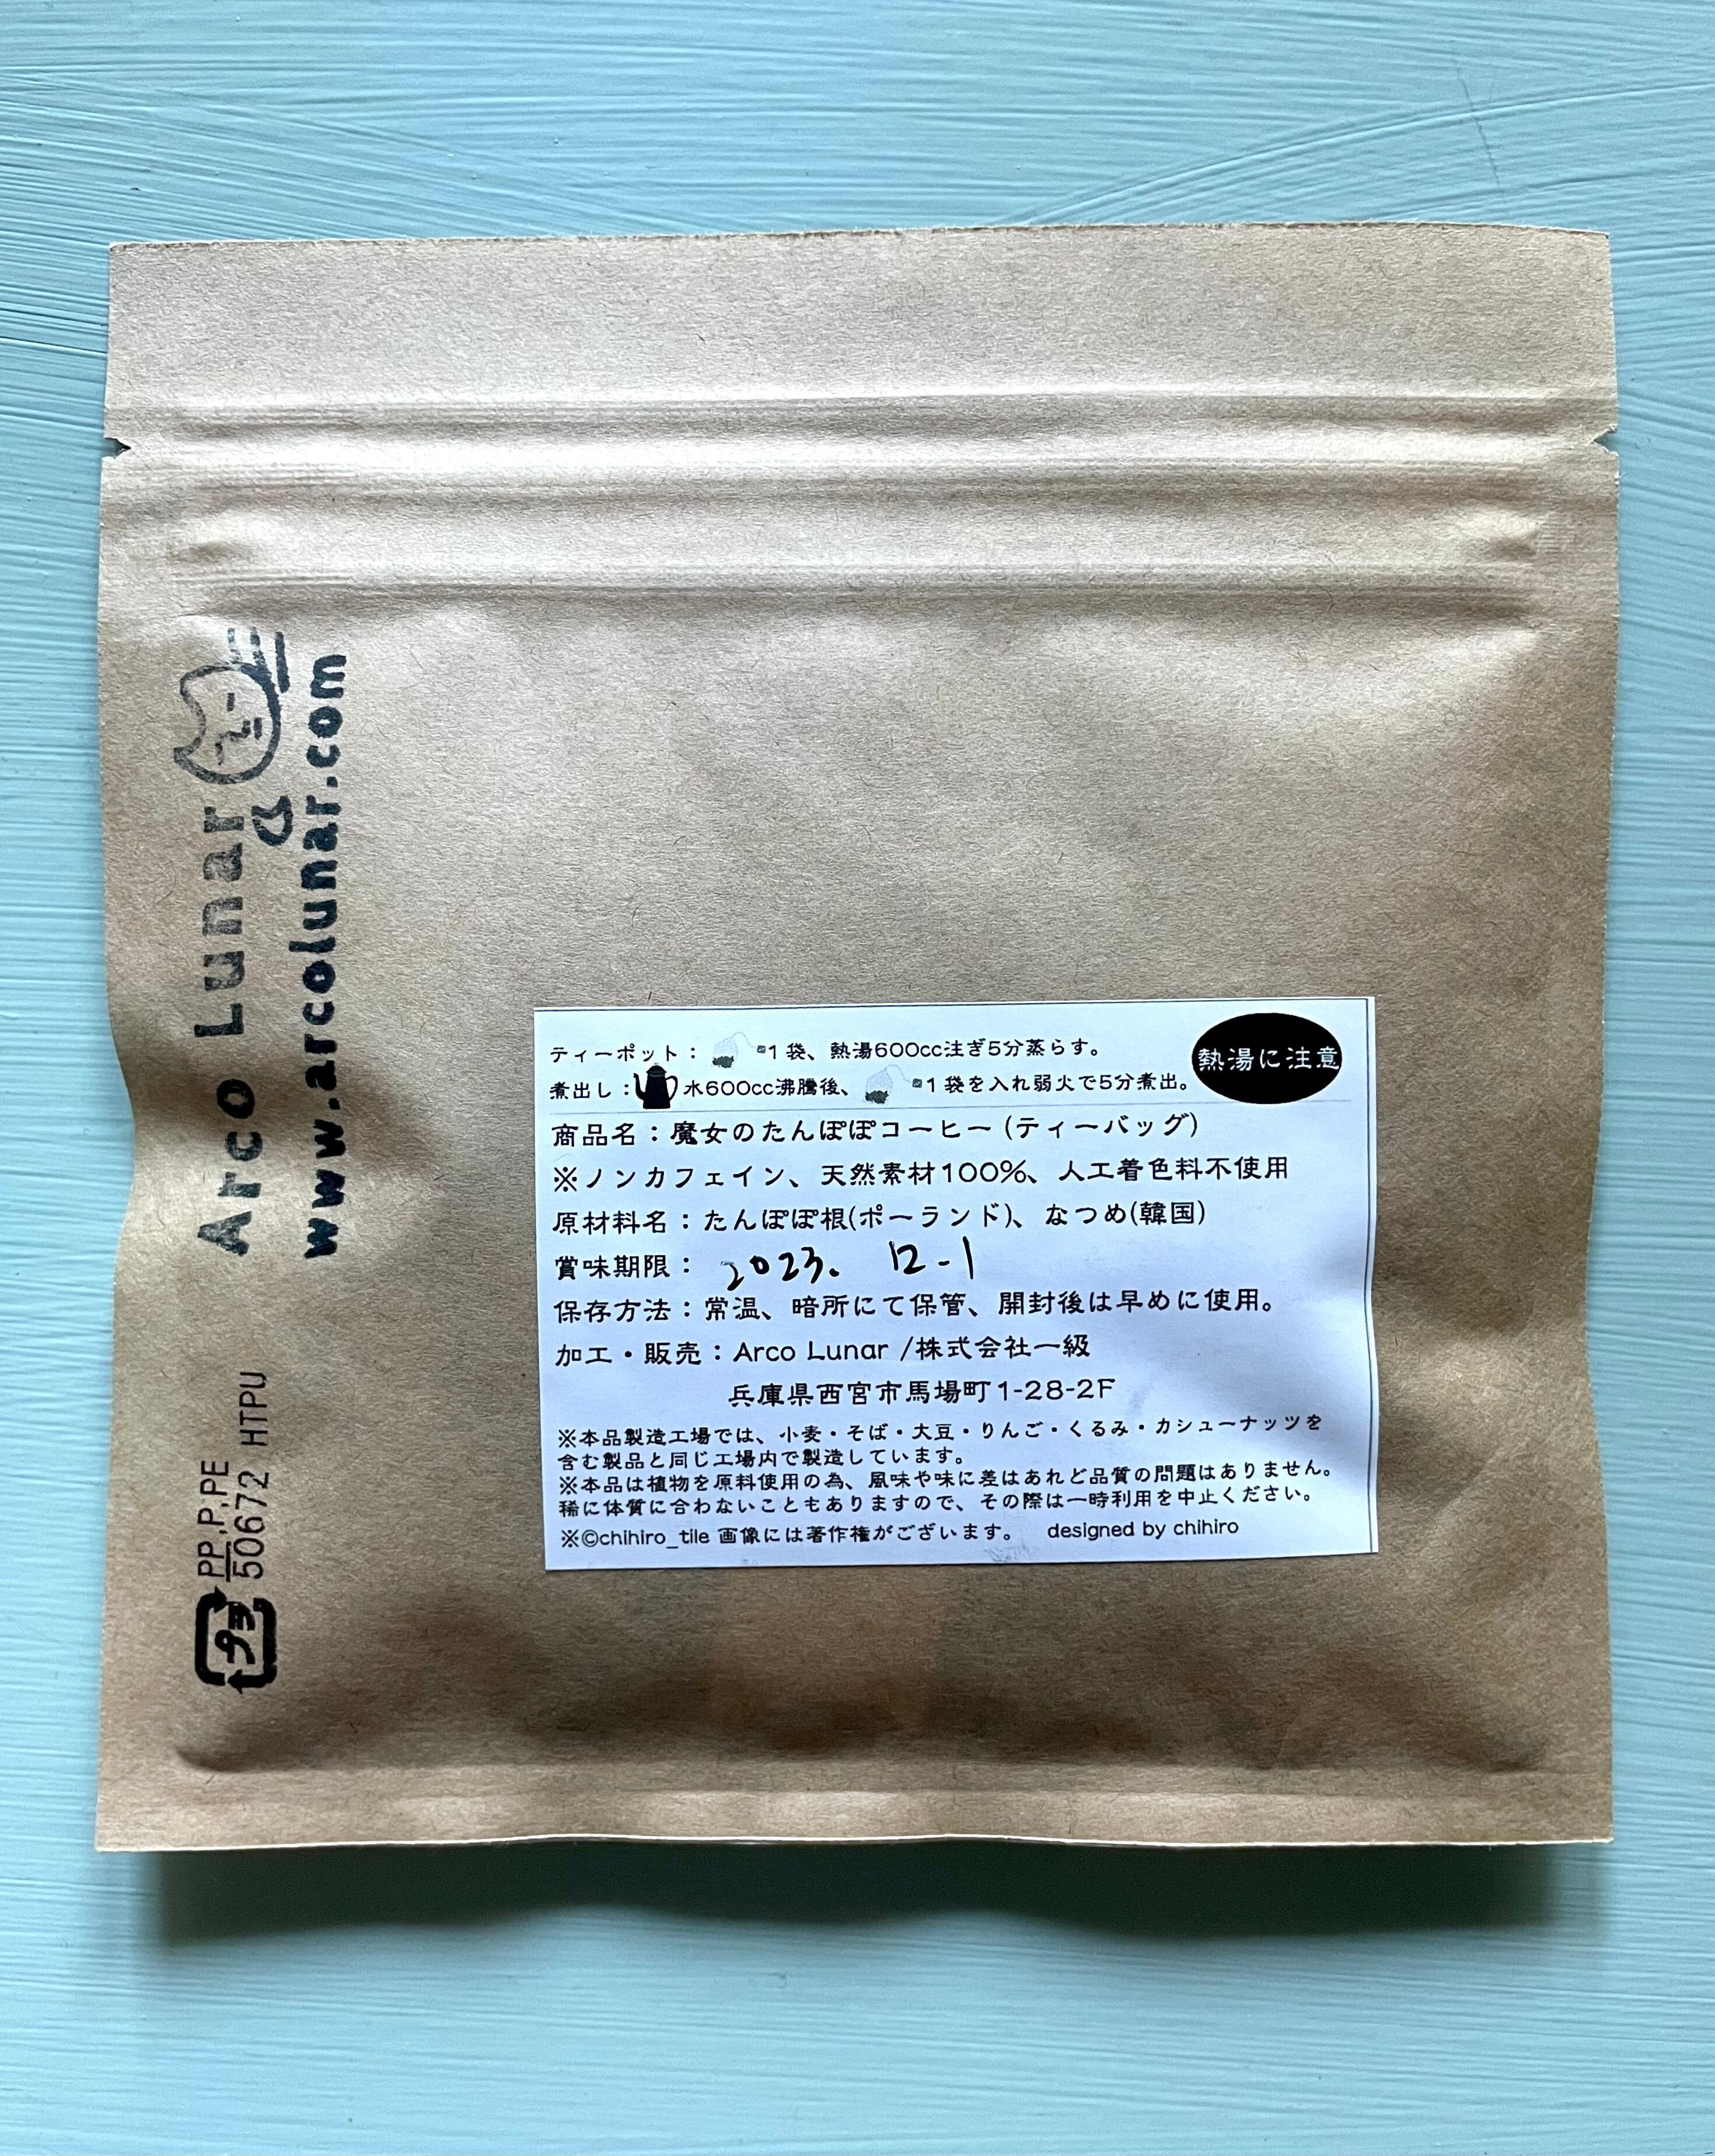 Arco Lunar
www.arcolunar.com
プラ
PP,P,PE
50672 HTPU
ティーポット：1袋、熱湯600cc注ぎ5分蒸らす。
煮出し：水600cc沸騰後、1袋を入れ弱火で5分煮出。
熱湯に注意
商品名：魔女のたんぽぽコーヒー (ティーバッグ)
※ノンカフェイン、天然素材100%、人工着色料不使用
原材料名：たんぽぽ根(ポーランド)、なつめ(韓国)
賞味期限： 2023. 12-1
保存方法：常温、暗所にて保管、開封後は早めに使用。
加工・販売：Arco Lunar /株式会社一級
兵庫県西宮市馬場町1-28-2F
※本品製造工場では、小麦・そば・大豆・りんご・くるみ・カシューナッツを
含む製品と同じ工場内で製造しています。
※本品は植物を原料使用の為、風味や味に差はあれど品質の問題はありません。
稀に体質に合わないこともありますので、その際は一時利用を中止ください。
※©chihiro_tile 画像には著作権がございます。 designed by chihiro